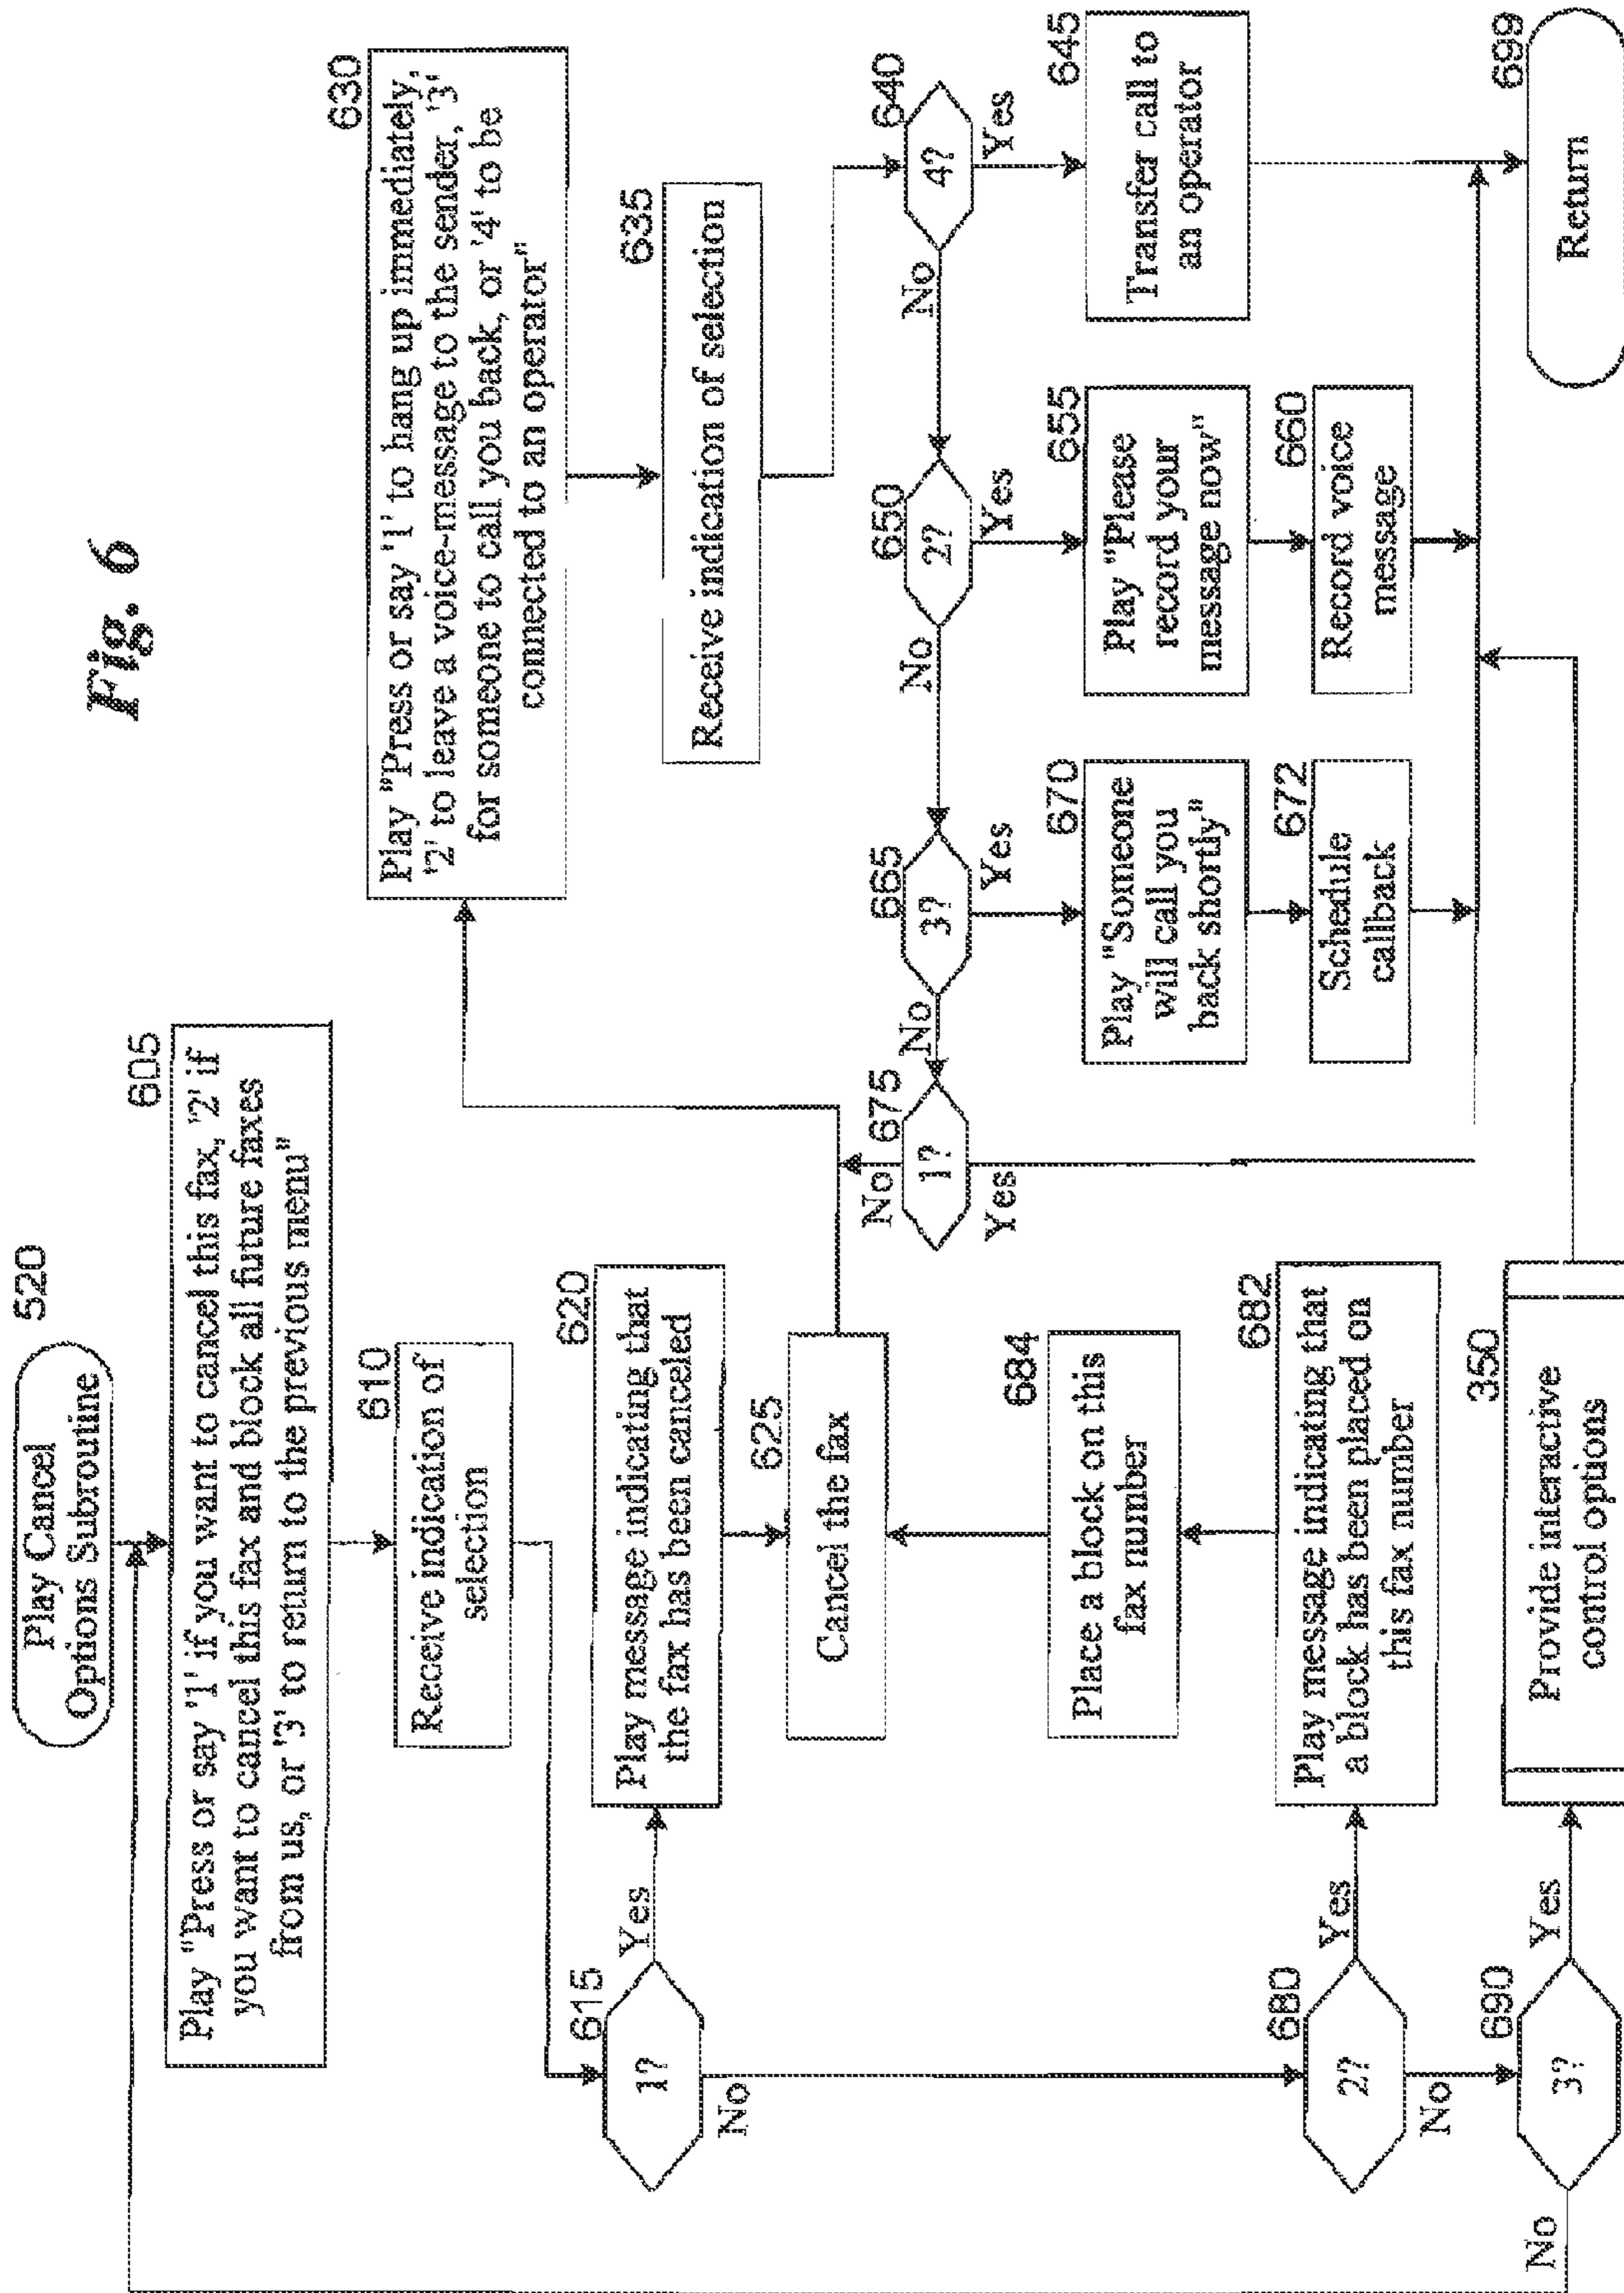 Fig. 6
Play Cancel
Options Subroutine
520
605
Play "Press or say '1' if you want to cancel this fax, '2' if
you want to cancel this fax and block all future faxes
from us, or '3' to return to the previous menu"
610
Receive indication of
selection
615
1?
Yes
No
620
Play message indicating that
the fax has been canceled
625
Cancel the fax
684
Place a block on this
fax number
680
2?
Yes
No
682
Play message indicating that
a block has been placed on
this fax number
690
3?
Yes
No
350
Provide interactive
control options
630
Play "Press or say '1' to hang up immediately,
'2' to leave a voice-message to the sender, '3'
for someone to call you back, or '4' to be
connected to an operator"
635
Receive indication of selection
640
4?
Yes
No
645
Transfer call to
an operator
650
2?
Yes
No
655
Play "Please
record your
message now"
660
Record voice
message
665
3?
Yes
No
670
Play "Someone
will call you
back shortly"
672
Schedule
callback
675
1?
No
Yes
699
Return